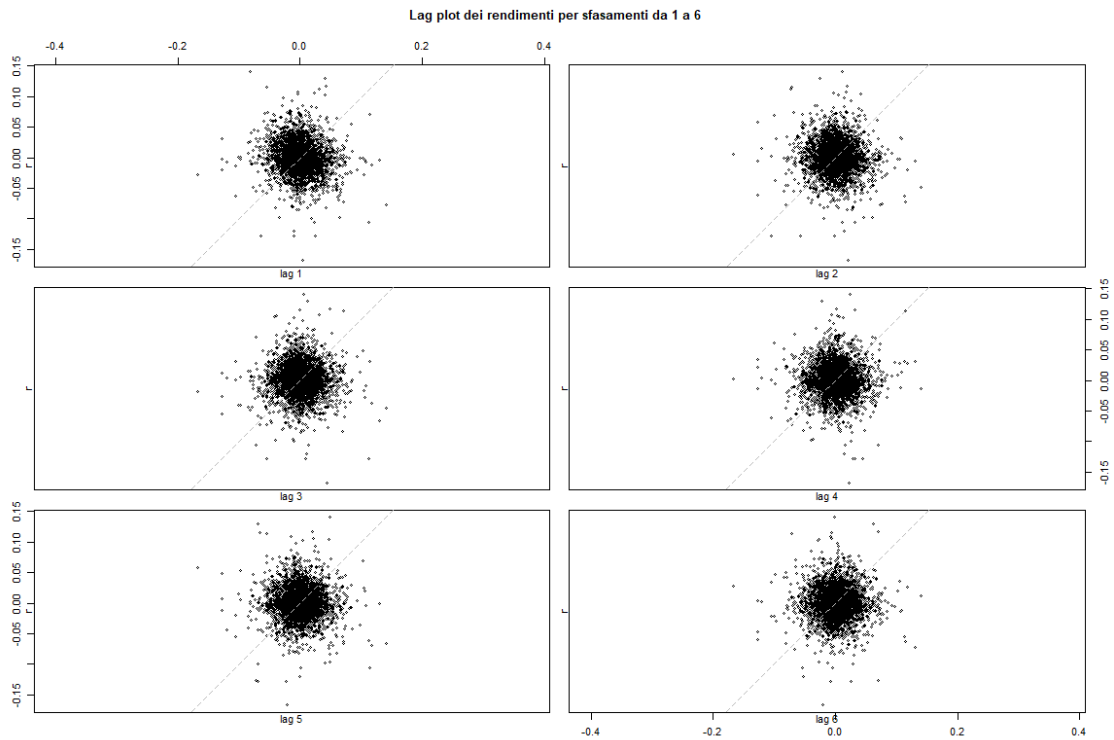 Lag plot dei rendimenti per sfasamenti da 1 a 6
-0.4 -0.2 0.0 0.2 0.4
0.15
0.10
0.05
0.00
-0.05
-0.15
r
lag 1
r
lag 2
r
lag 3
r
lag 4
0.15
0.10
0.05
0.00
-0.05
-0.15
0.15
0.10
0.05
0.00
-0.05
-0.15
r
lag 5
r
lag 6
-0.4 -0.2 0.0 0.2 0.4